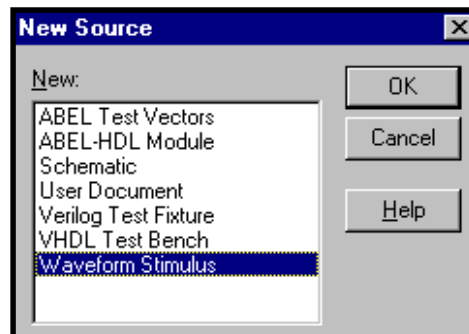 New Source
New:
ABEL Test Vectors
ABEL-HDL Module
Schematic
User Document
Verilog Test Fixture
VHDL Test Bench
Waveform Stimulus
OK
Cancel
Help